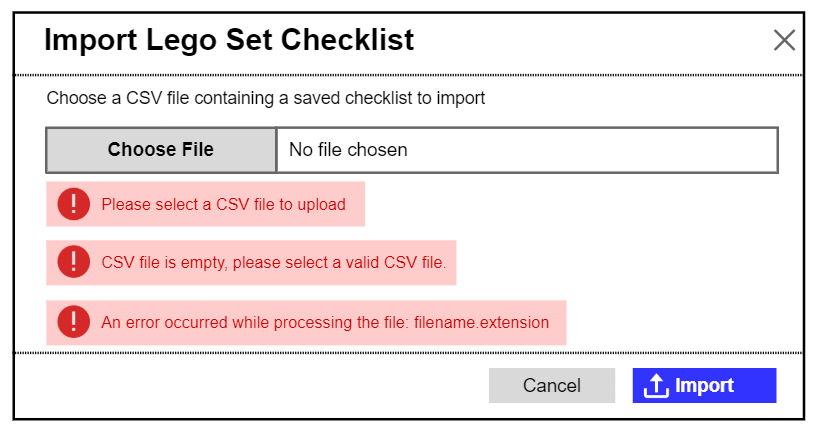 Import Lego Set Checklist
Choose a CSV file containing a saved checklist to import
Choose File No file chosen
Please select a CSV file to upload
CSV file is empty, please select a valid CSV file.
An error occurred while processing the file: filename.extension
Cancel Import